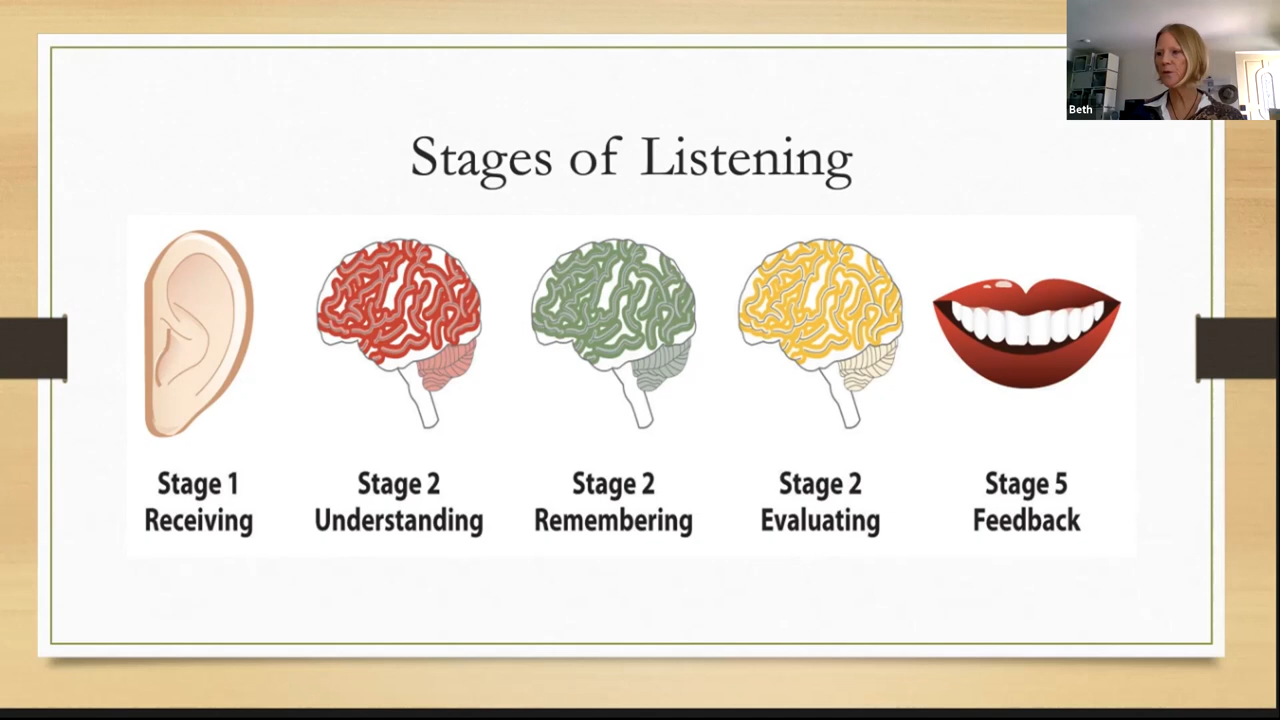 Beth
Stages of Listening
Stage 1
Receiving
Stage 2
Understanding
Stage 2
Remembering
Stage 2
Evaluating
Stage 5
Feedback